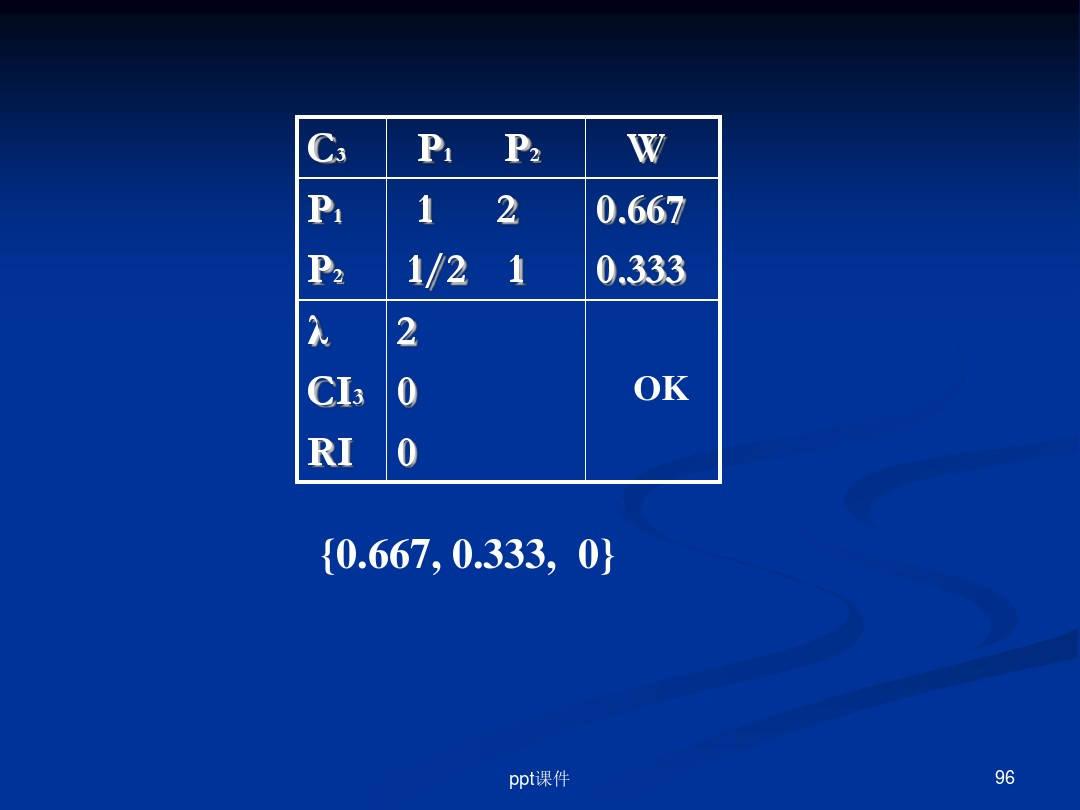 C₃ P₁ P₂ W
P₁ 1 2 0.667
P₂ 1/2 1 0.333
λ 2
CI₃ 0 OK
RI 0
{0.667, 0.333, 0}
ppt课件 96